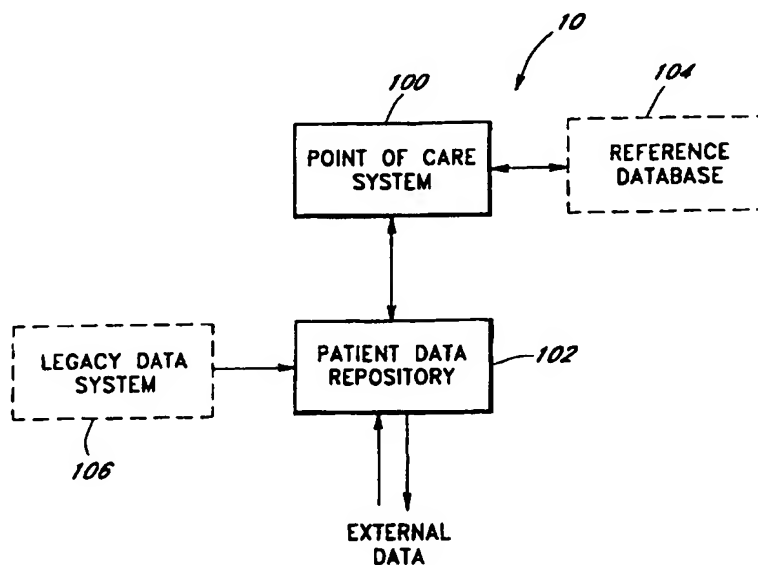 10
100
104
POINT OF CARE
SYSTEM
REFERENCE
DATABASE
LEGACY DATA
SYSTEM
PATIENT DATA
REPOSITORY
102
106
EXTERNAL
DATA